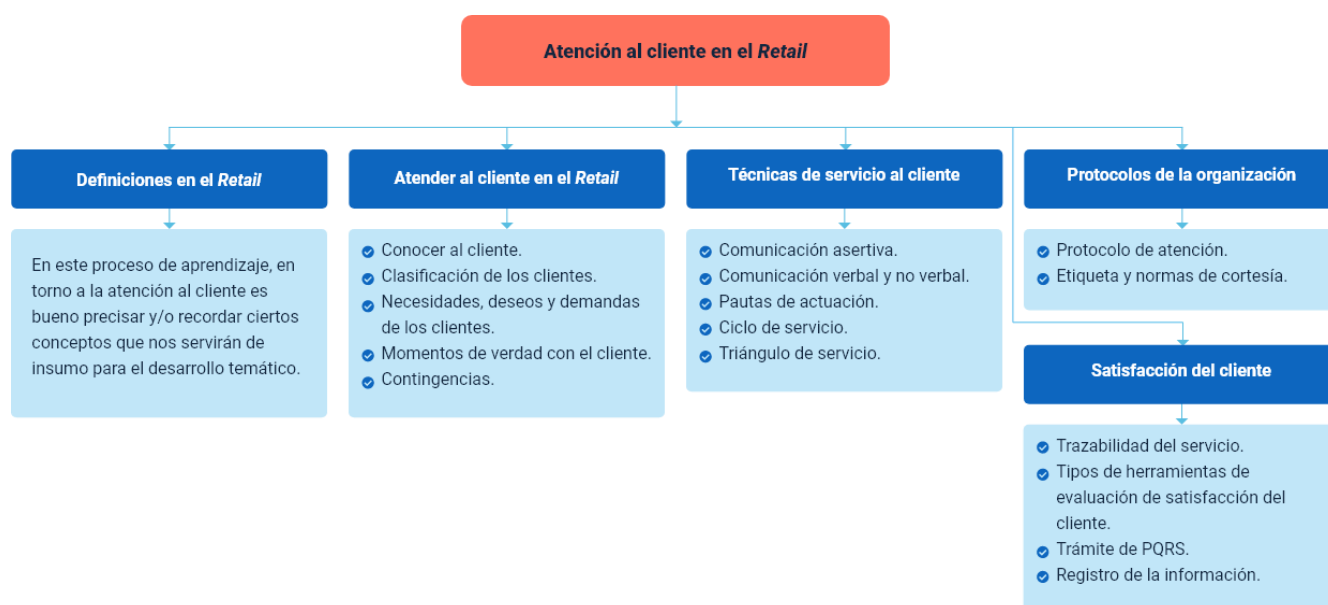 Atención al cliente en el Retail
Definiciones en el Retail
En este proceso de aprendizaje, en
torno a la atención al cliente es
bueno precisar y/o recordar ciertos
conceptos que nos servirán de
insumo para el desarrollo temático.
Atender al cliente en el Retail
Conocer al cliente.
Clasificación de los clientes.
Necesidades, deseos y demandas
de los clientes.
Momentos de verdad con el cliente.
Contingencias.
Técnicas de servicio al cliente
Comunicación asertiva.
Comunicación verbal y no verbal.
Pautas de actuación.
Ciclo de servicio.
Triángulo de servicio.
Protocolos de la organización
Protocolo de atención.
Etiqueta y normas de cortesía.
Satisfacción del cliente
Trazabilidad del servicio.
Tipos de herramientas de
evaluación de satisfacción del
cliente.
Trámite de PQRS.
Registro de la información.